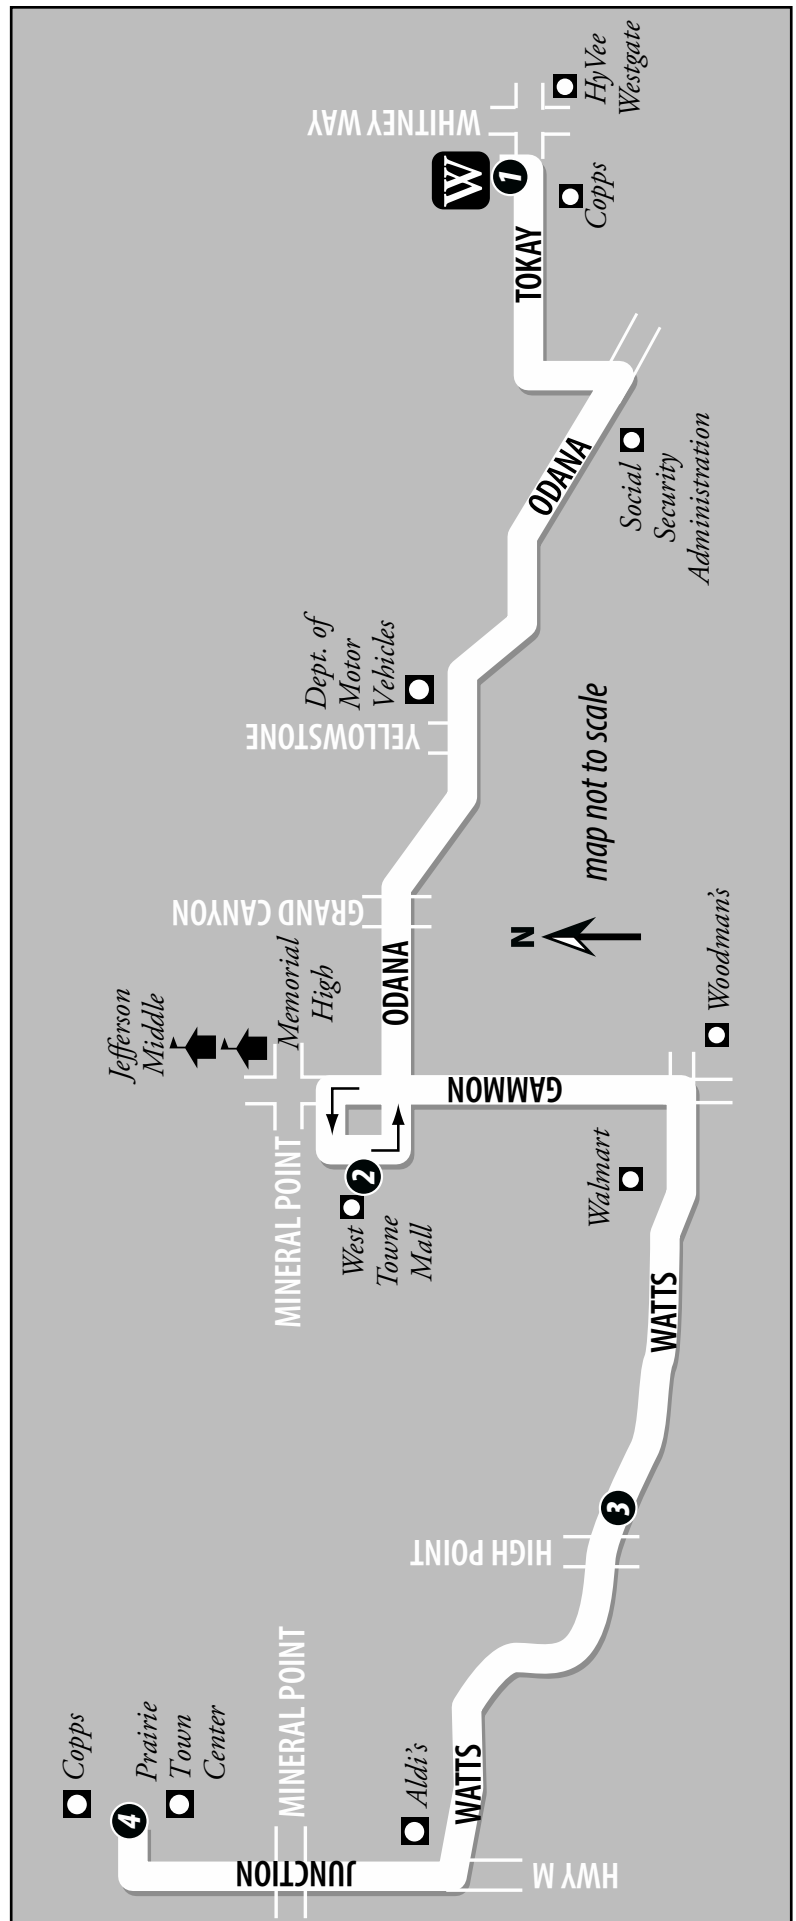 Copps
4
Prairie
Town
Center
MINERAL POINT
JUNCTION
Aldi's
WATTS
HWY M
HIGH POINT
3
WATTS
Walmart
MINERAL POINT
2
West
Towne
Mall
Jefferson
Middle
Memorial
High
GAMMON
Woodman's
ODANA
GRAND CANYON
N
map not to scale
YELLOWSTONE
Dept. of
Motor
Vehicles
ODANA
Social
Security
Administration
TOKAY
W
1
WHITNEY WAY
Copps
HyVee
Westgate